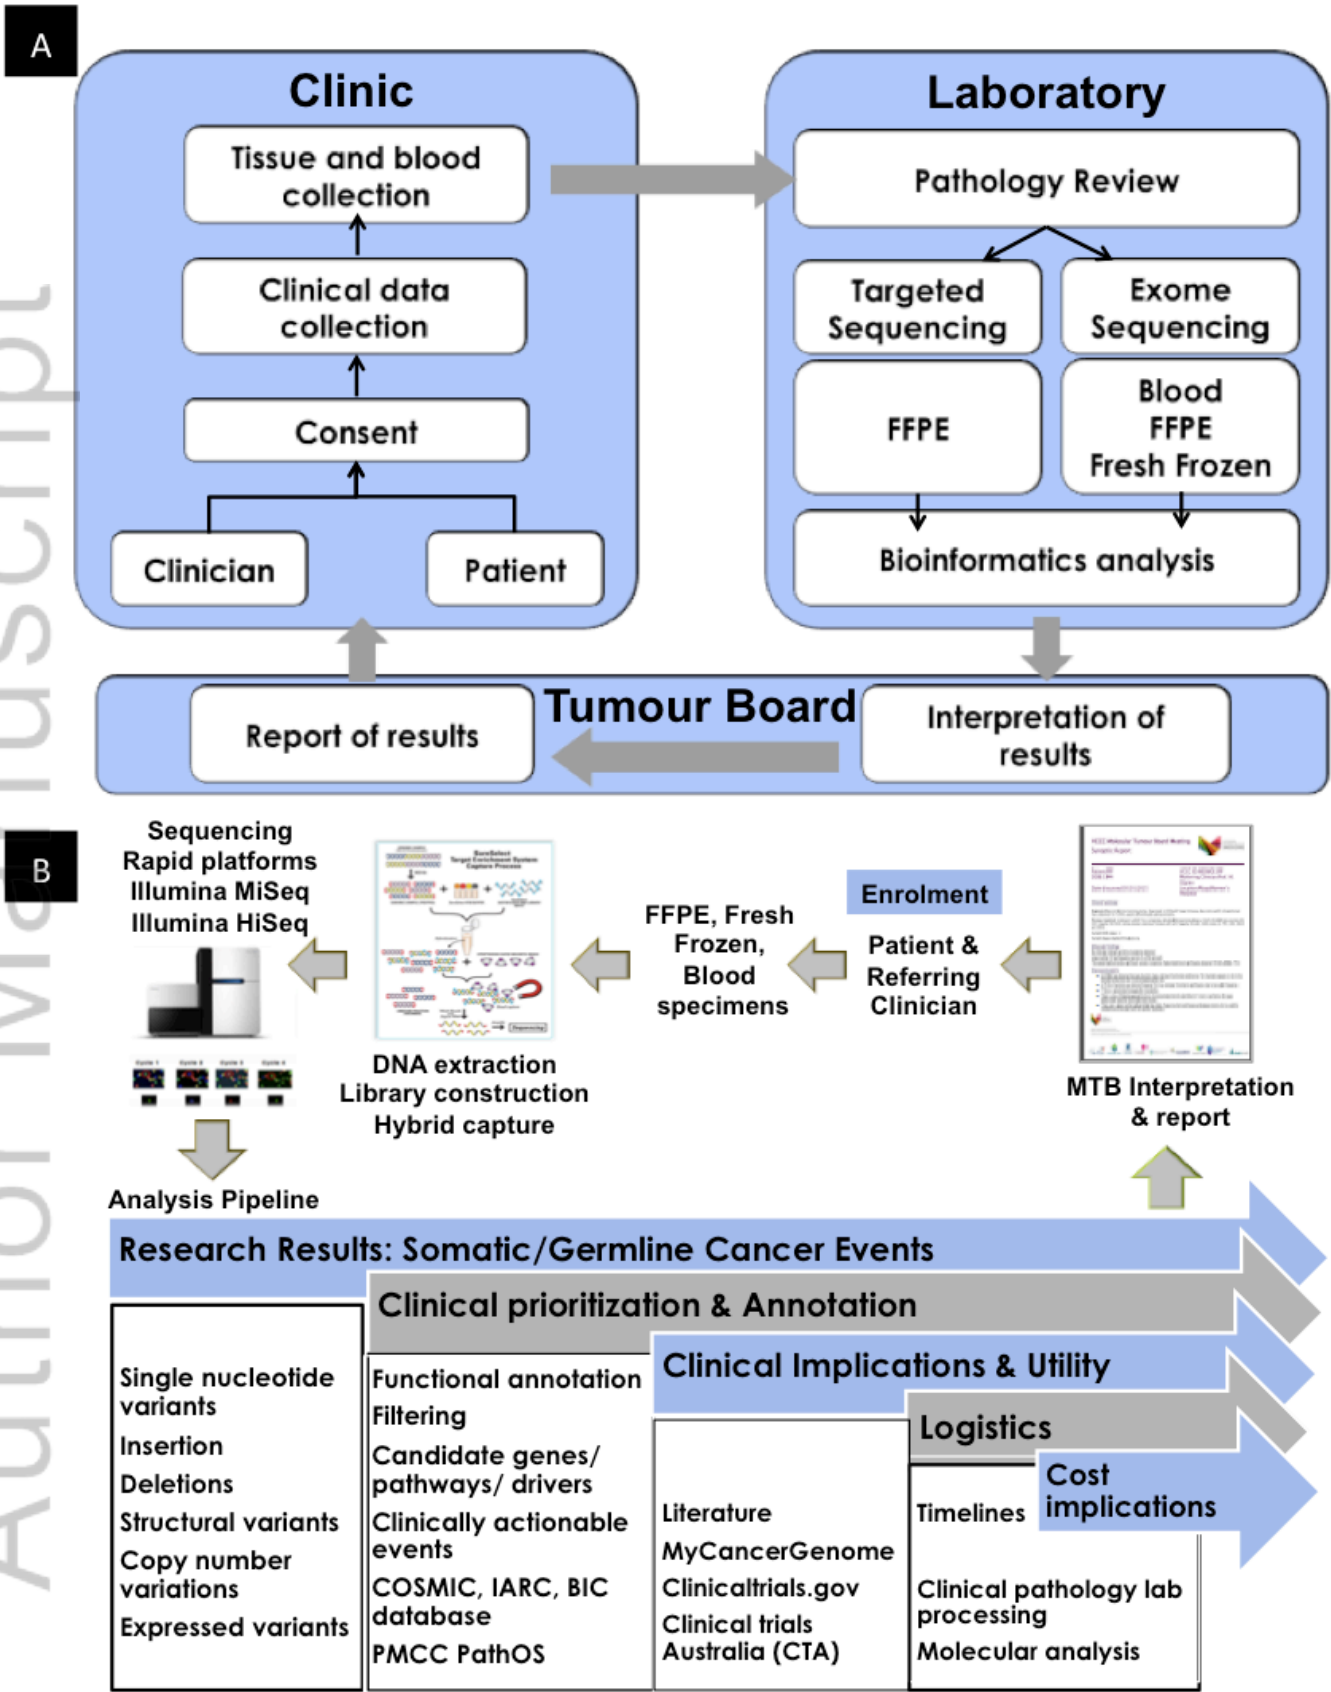 A
Clinic
Tissue and blood
collection
Clinical data
collection
Consent
Clinician
Patient
Laboratory
Pathology Review
Targeted
Sequencing
Exome
Sequencing
FFPE
Blood
FFPE
Fresh Frozen
Bioinformatics analysis
Tumour Board
Report of results
Interpretation of
results
B
Sequencing
Rapid platforms
Illumina MiSeq
Illumina HiSeq
DNA extraction
Library construction
Hybrid capture
FFPE, Fresh
Frozen,
Blood
specimens
Enrolment
Patient &
Referring
Clinician
MTB Interpretation
& report
Analysis Pipeline
Research Results: Somatic/Germline Cancer Events
Clinical prioritization & Annotation
Clinical Implications & Utility
Logistics
Cost
implications
Single nucleotide
variants
Insertion
Deletions
Structural variants
Copy number
variations
Expressed variants
Functional annotation
Filtering
Candidate genes/
pathways/ drivers
Clinically actionable
events
COSMIC, IARC, BIC
database
PMCC PathOS
Literature
MyCancerGenome
Clinicaltrials.gov
Clinical trials
Australia (CTA)
Timelines
Clinical pathology lab
processing
Molecular analysis
Author Manuscript